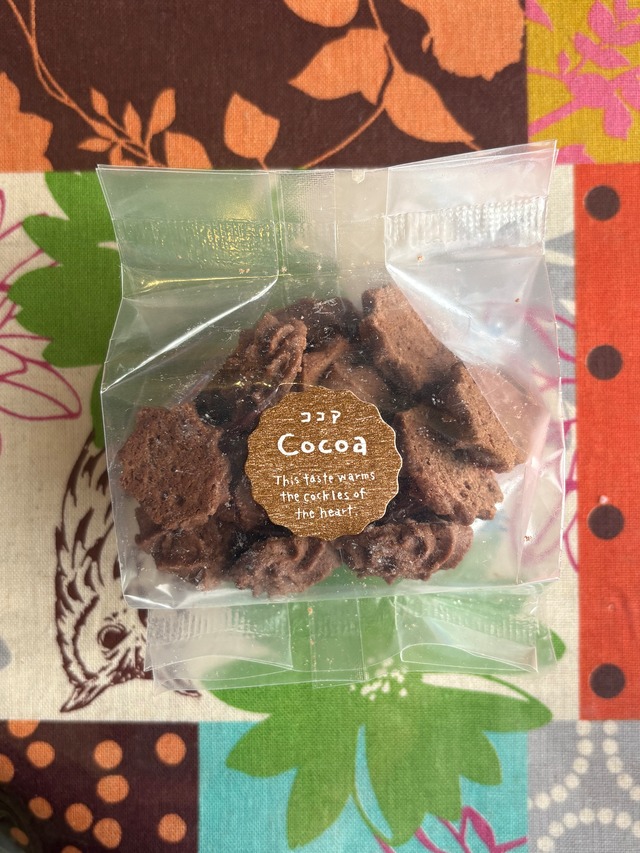 ココア
Cocoa
This taste warms
the cockles of
the heart.